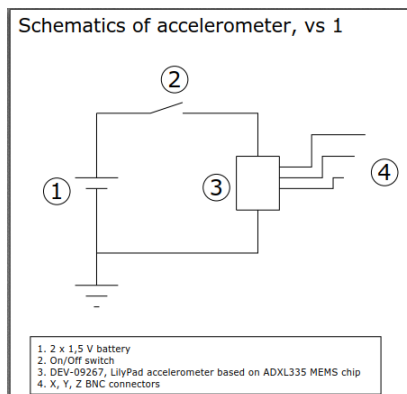 Schematics of accelerometer, vs 1
2
1
3
4
1. 2 x 1,5 V battery
2. On/Off switch
3. DEV-09267, LilyPad accelerometer based on ADXL335 MEMS chip
4. X, Y, Z BNC connectors